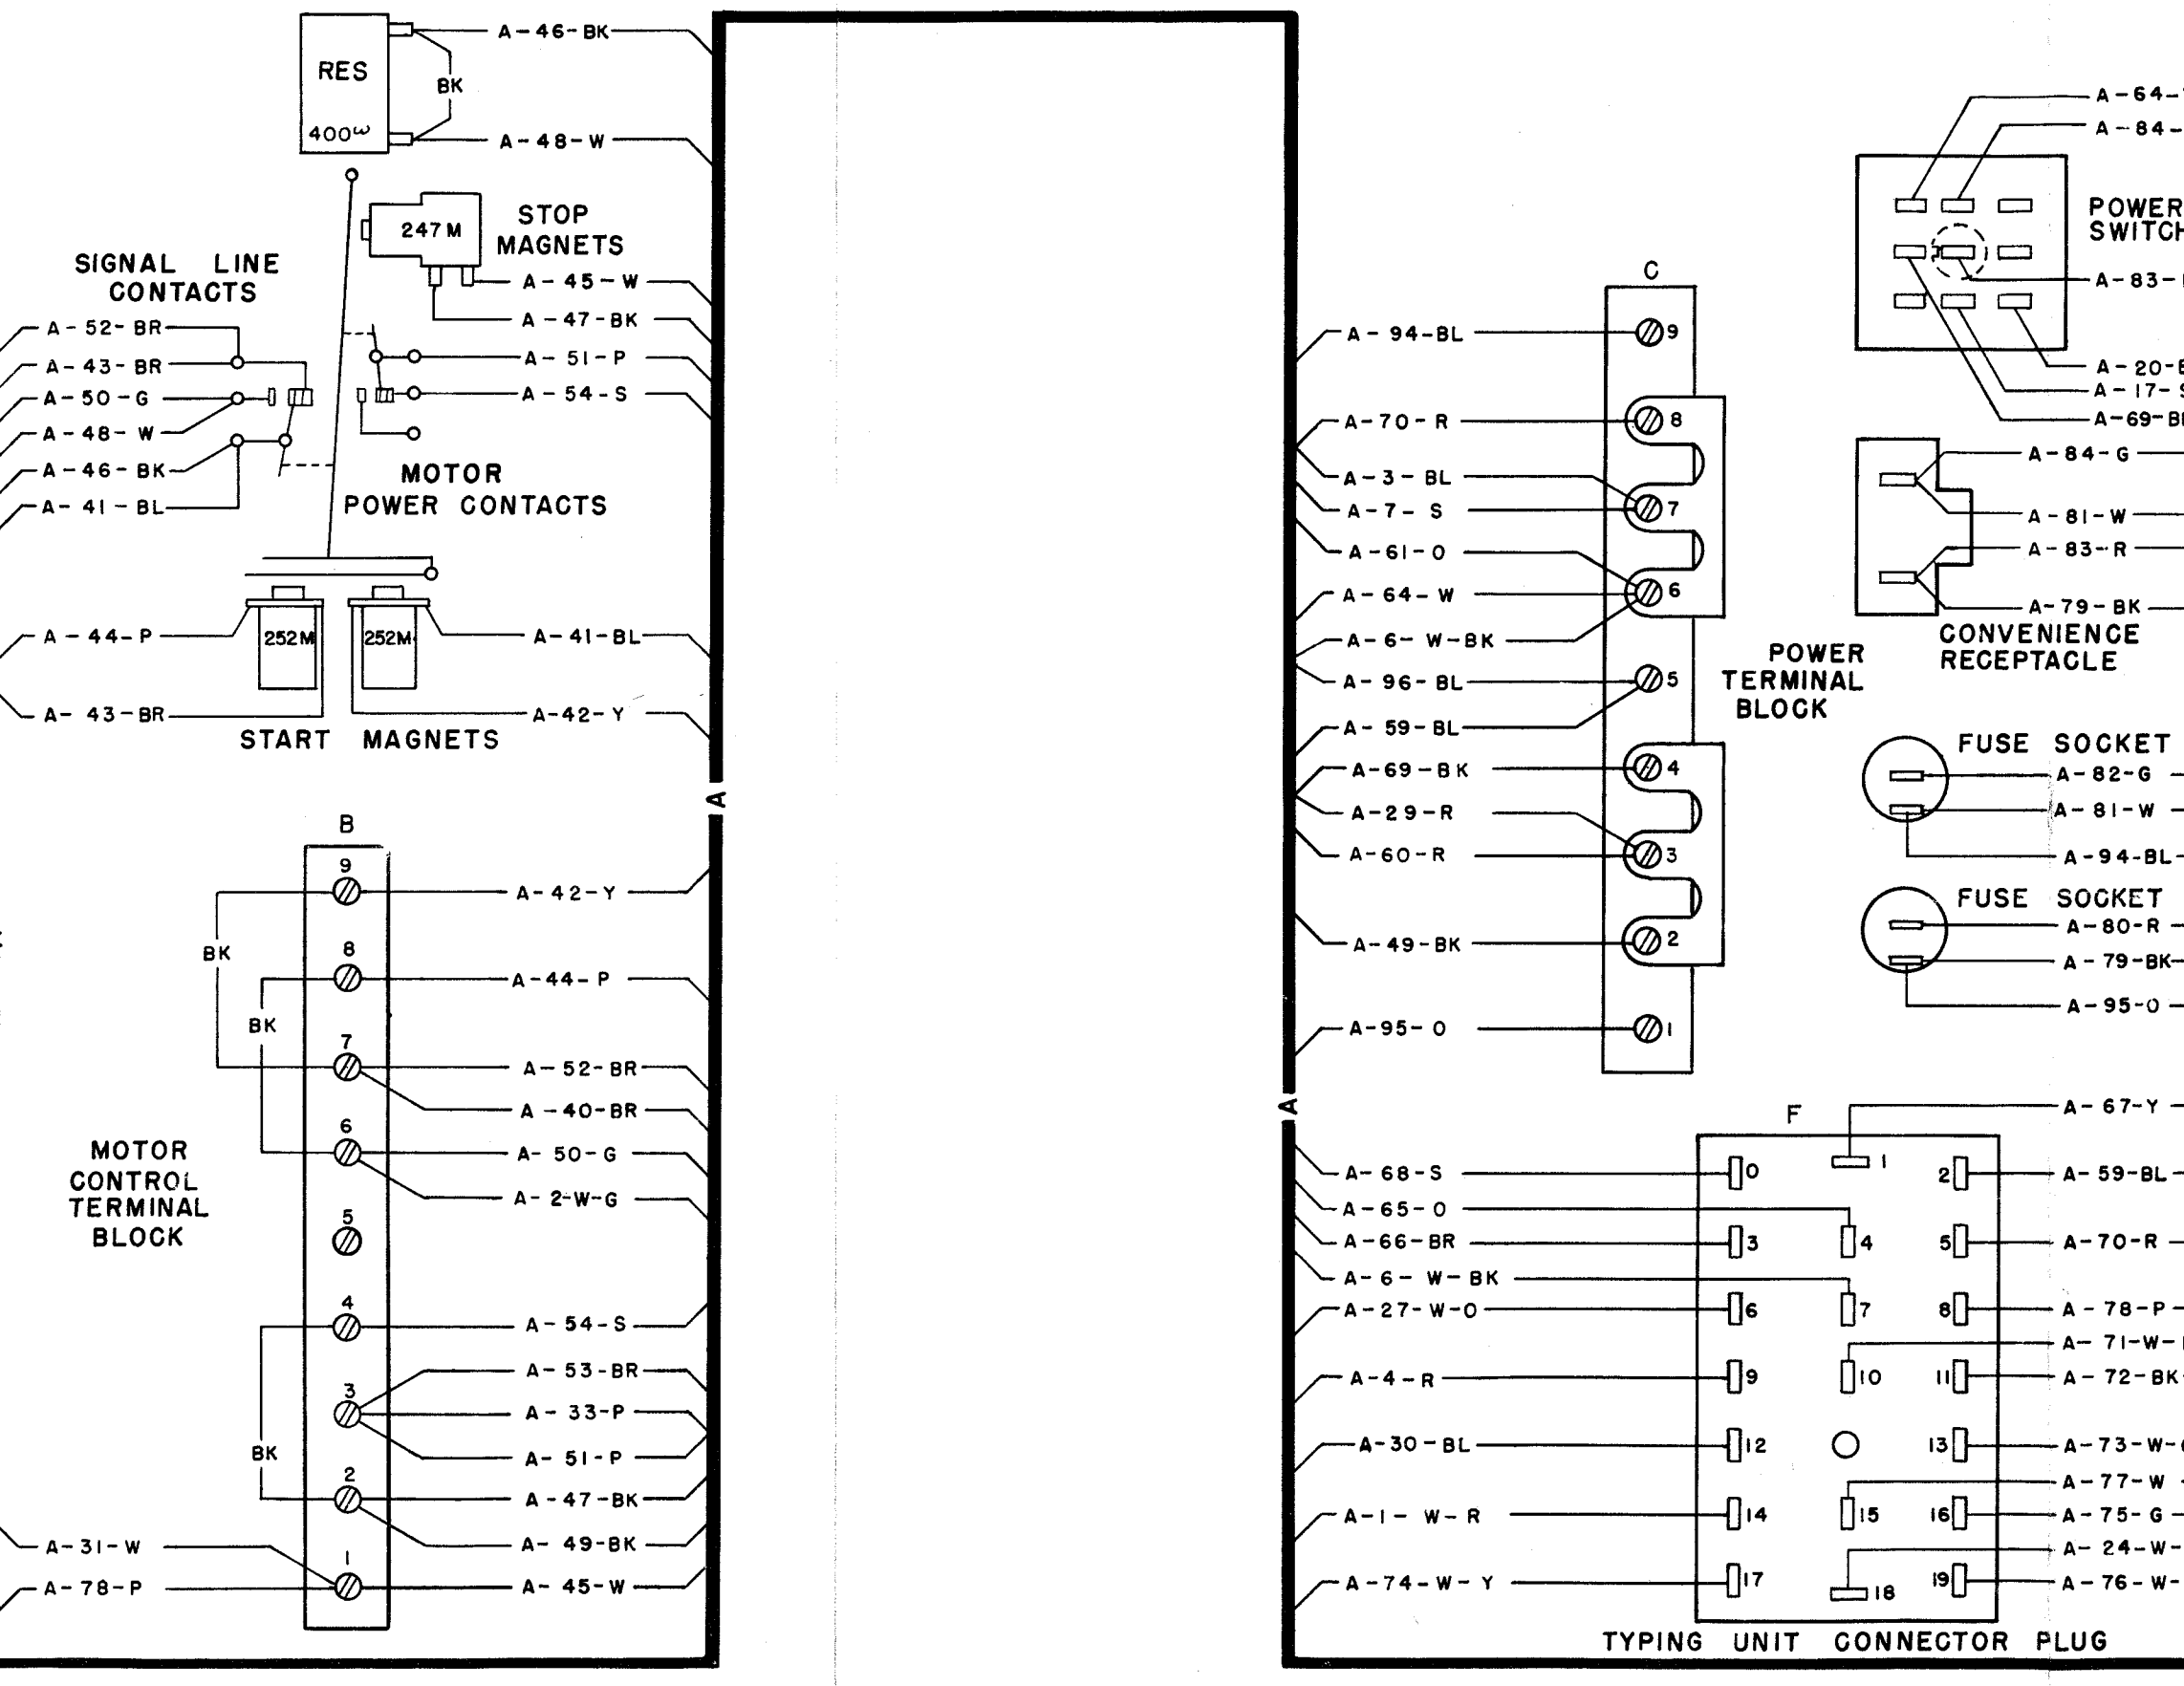 RES
400ω
A-46-BK
BK
A-48-W
247 M
STOP
MAGNETS
SIGNAL LINE
CONTACTS
A-45-W
A-47-BK
A-51-P
A-54-S
A-52-BR
A-43-BR
A-50-G
A-48-W
A-46-BK
A-41-BL
MOTOR
POWER CONTACTS
A-44-P
252M
252M
A-41-BL
A-43-BR
A-42-Y
START MAGNETS
A
B
9
A-42-Y
BK
8
A-44-P
BK
7
A-52-BR
A-40-BR
6
A-50-G
A-2-W-G
MOTOR
CONTROL
TERMINAL
BLOCK
5
4
A-54-S
A-53-BR
3
A-33-P
A-51-P
BK
2
A-47-BK
A-49-BK
A-31-W
1
A-78-P
A-45-W
C
A-94-BL
9
A-70-R
8
A-3-BL
A-7-S
7
A-61-O
A-64-W
6
A-6-W-BK
A-96-BL
5
A-59-BL
POWER
TERMINAL
BLOCK
A-69-BK
4
A-29-R
A-60-R
3
A-49-BK
2
A-95-O
1
A
A-64-
A-84-
POWER
SWITCH
A-83-
A-20-
A-17-
A-69-
A-84-G
A-81-W
A-83-R
A-79-BK
CONVENIENCE
RECEPTACLE
FUSE SOCKET
A-82-G
A-81-W
A-94-BL
FUSE SOCKET
A-80-R
A-79-BK
A-95-O
F
A-67-Y
A-68-S
0
1
2
A-59-BL
A-65-O
A-66-BR
3
4
5
A-70-R
A-6-W-BK
A-27-W-O
6
7
8
A-78-P
A-71-W-
A-4-R
9
10
11
A-72-BK
A-30-BL
12
13
A-73-W-
A-77-W
A-1-W-R
14
15
16
A-75-G
A-24-W-
A-74-W-Y
17
18
19
A-76-W-
TYPING UNIT CONNECTOR PLUG